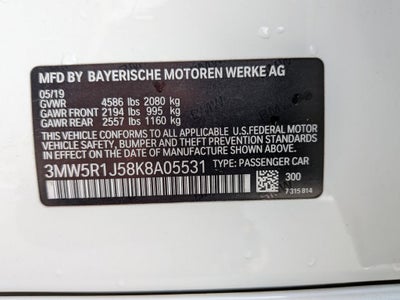 MFD BY BAYERISCHE MOTOREN WERKE AG
05/19
GVWR 4586 lbs 2080 kg
GAWR FRONT 2194 lbs 995 kg
GAWR REAR 2557 lbs 1160 kg
THIS VEHICLE CONFORMS TO ALL APPLICABLE U.S.FEDERAL MOTOR
VEHICLE SAFETY, BUMPER AND THEFT PREVENTION STANDARDS
IN EFFECT ON THE DATE OF MANUFACTURE SHOWN ABOVE.
3MW5R1J58K8A05531 TYPE: PASSENGER CAR
300
7 315 814